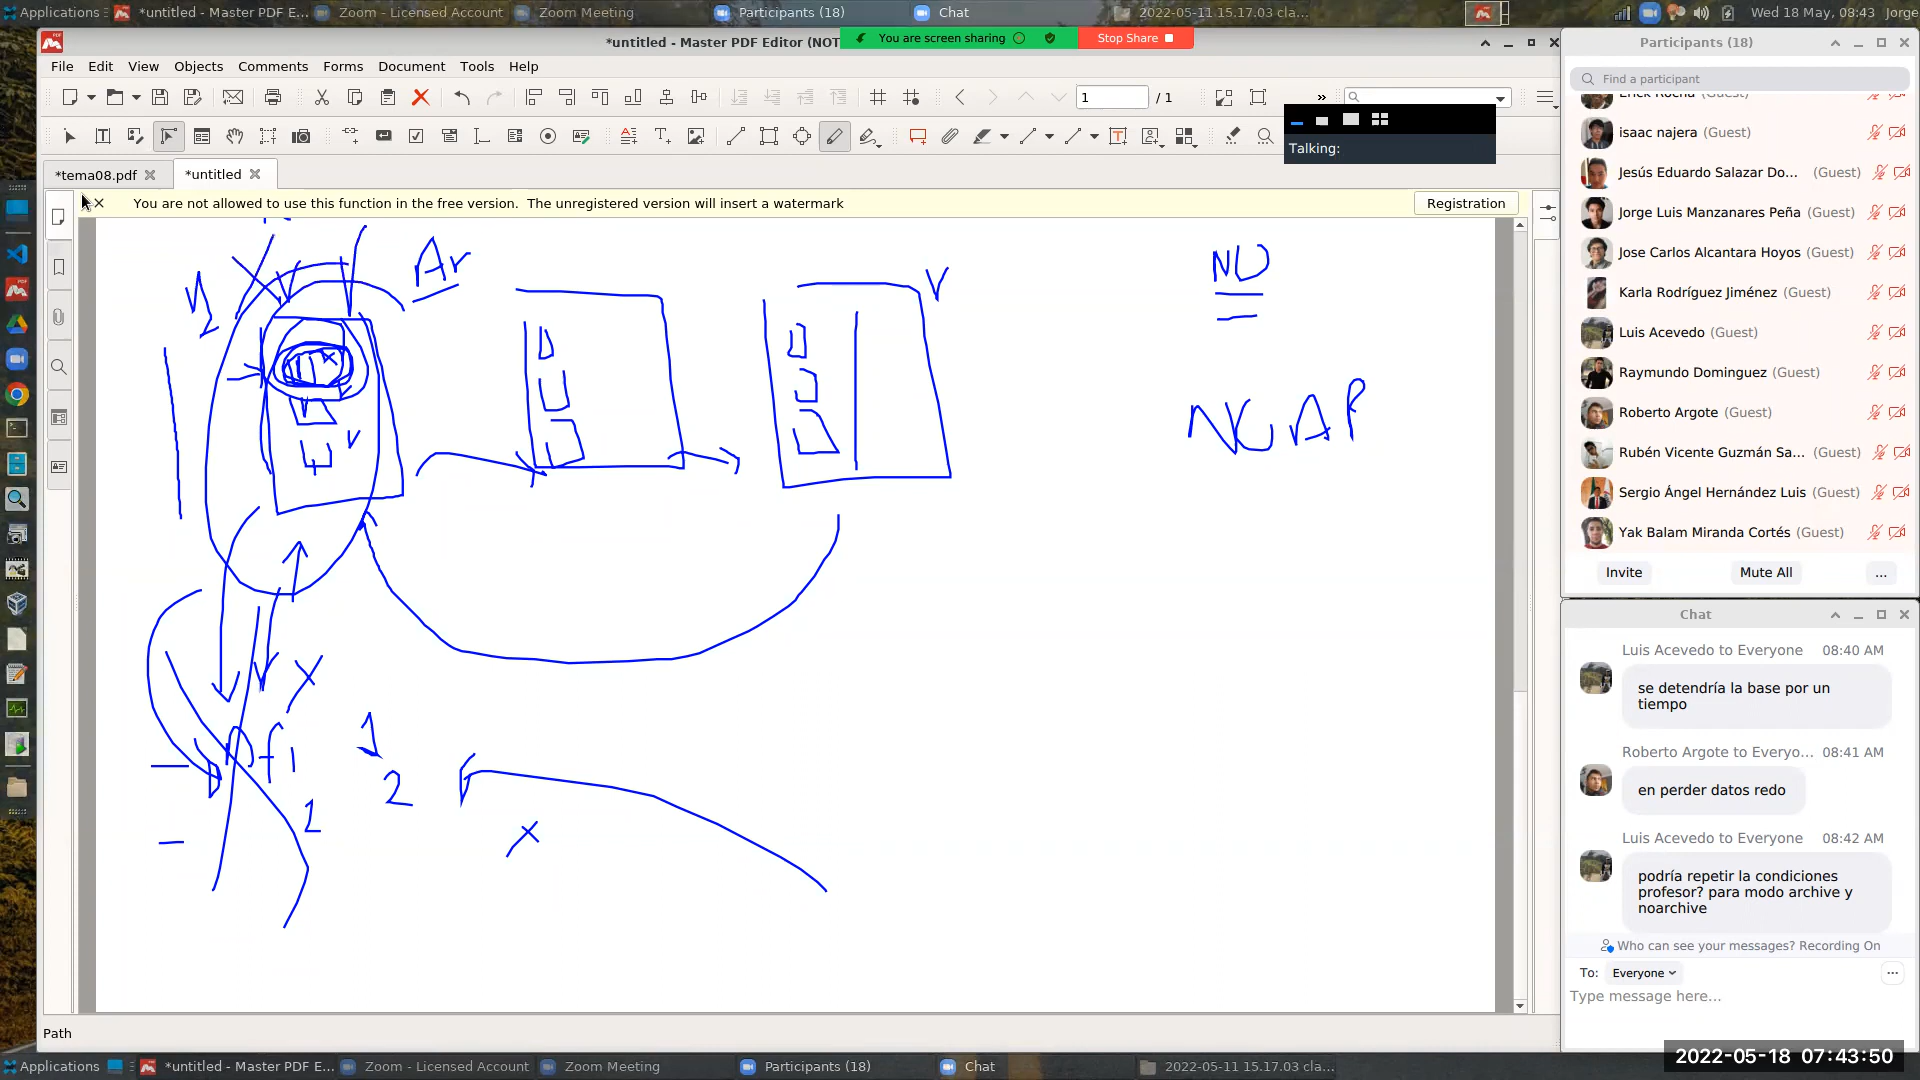 Applications
*untitled - Master PDF E...
Zoom - Licensed Account
Zoom Meeting
Participants (18)
Chat
2022-05-11 15.17.03 cla...
Wed 18 May, 08:43
Jorge
*untitled - Master PDF Editor (NOT
You are screen sharing
Stop Share
File
Edit
View
Objects
Comments
Forms
Document
Tools
Help
1
/ 1
Talking:
*tema08.pdf
*untitled
You are not allowed to use this function in the free version. The unregistered version will insert a watermark
Registration
Ar
NO
1
2
1
2
x
x
Path
Participants (18)
Find a participant
isaac najera (Guest)
Jesús Eduardo Salazar Do... (Guest)
Jorge Luis Manzanares Peña (Guest)
Jose Carlos Alcantara Hoyos (Guest)
Karla Rodríguez Jiménez (Guest)
Luis Acevedo (Guest)
Raymundo Dominguez (Guest)
Roberto Argote (Guest)
Rubén Vicente Guzmán Sa... (Guest)
Sergio Ángel Hernández Luis (Guest)
Yak Balam Miranda Cortés (Guest)
Invite
Mute All
...
Chat
Luis Acevedo to Everyone 08:40 AM
se detendría la base por un
tiempo
Roberto Argote to Everyo... 08:41 AM
en perder datos redo
Luis Acevedo to Everyone 08:42 AM
podría repetir la condiciones
profesor? para modo archive y
noarchive
Who can see your messages? Recording On
To: Everyone
Type message here...
Applications
*untitled - Master PDF E...
Zoom - Licensed Account
Zoom Meeting
Participants (18)
Chat
2022-05-11 15.17.03 cla...
2022-05-18 07:43:50